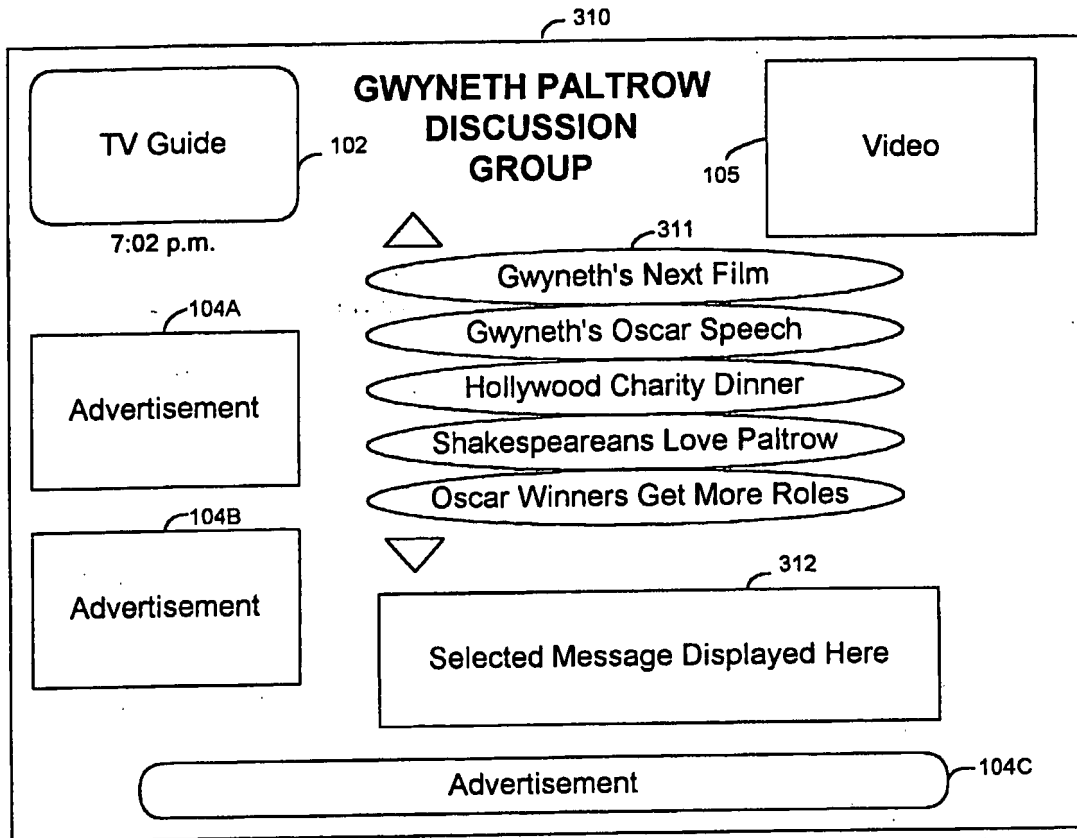 310
TV Guide
102
7:02 p.m.
GWYNETH PALTROW
DISCUSSION
GROUP
105
Video
311
Gwyneth's Next Film
Gwyneth's Oscar Speech
Hollywood Charity Dinner
Shakespeareans Love Paltrow
Oscar Winners Get More Roles
104A
Advertisement
104B
Advertisement
312
Selected Message Displayed Here
Advertisement
104C